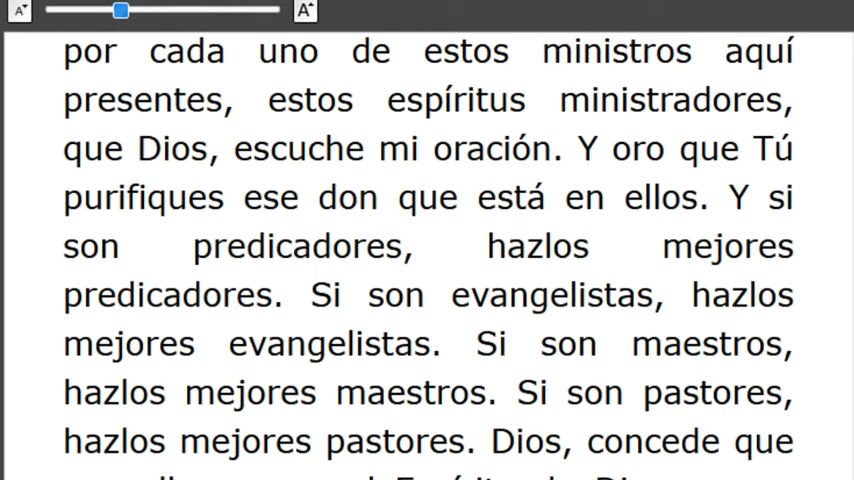 por cada uno de estos ministros aquí
presentes, estos espíritus ministradores,
que Dios, escuche mi oración. Y oro que Tú
purifiques ese don que está en ellos. Y si
son predicadores, hazlos mejores
predicadores. Si son evangelistas, hazlos
mejores evangelistas. Si son maestros,
hazlos mejores maestros. Si son pastores,
hazlos mejores pastores. Dios, concede que